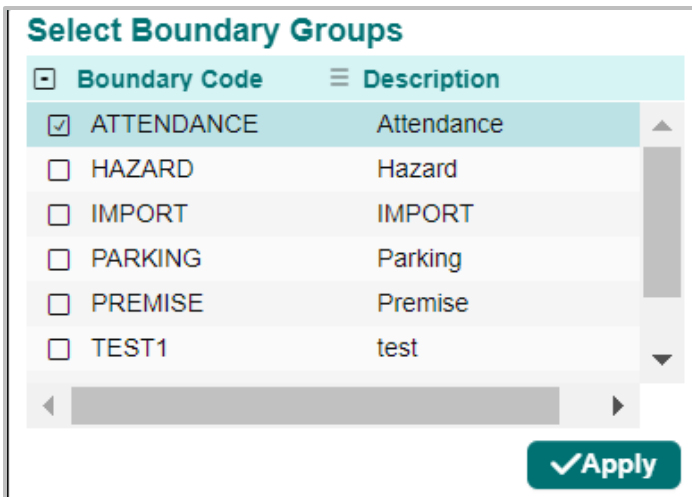 Select Boundary Groups
Boundary Code Description
ATTENDANCE Attendance
HAZARD Hazard
IMPORT IMPORT
PARKING Parking
PREMISE Premise
TEST1 test
Apply